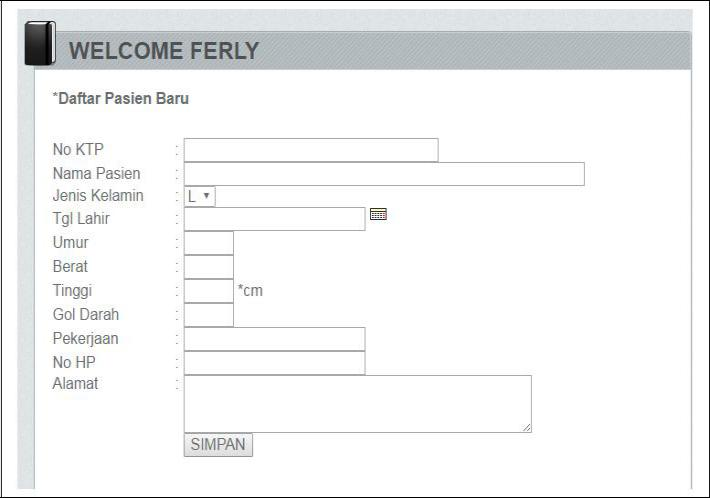 WELCOME FERLY
*Daftar Pasien Baru
No KTP :
Nama Pasien :
Jenis Kelamin : L
Tgl Lahir :
Umur :
Berat :
Tinggi : *cm
Gol Darah :
Pekerjaan :
No HP :
Alamat :
SIMPAN